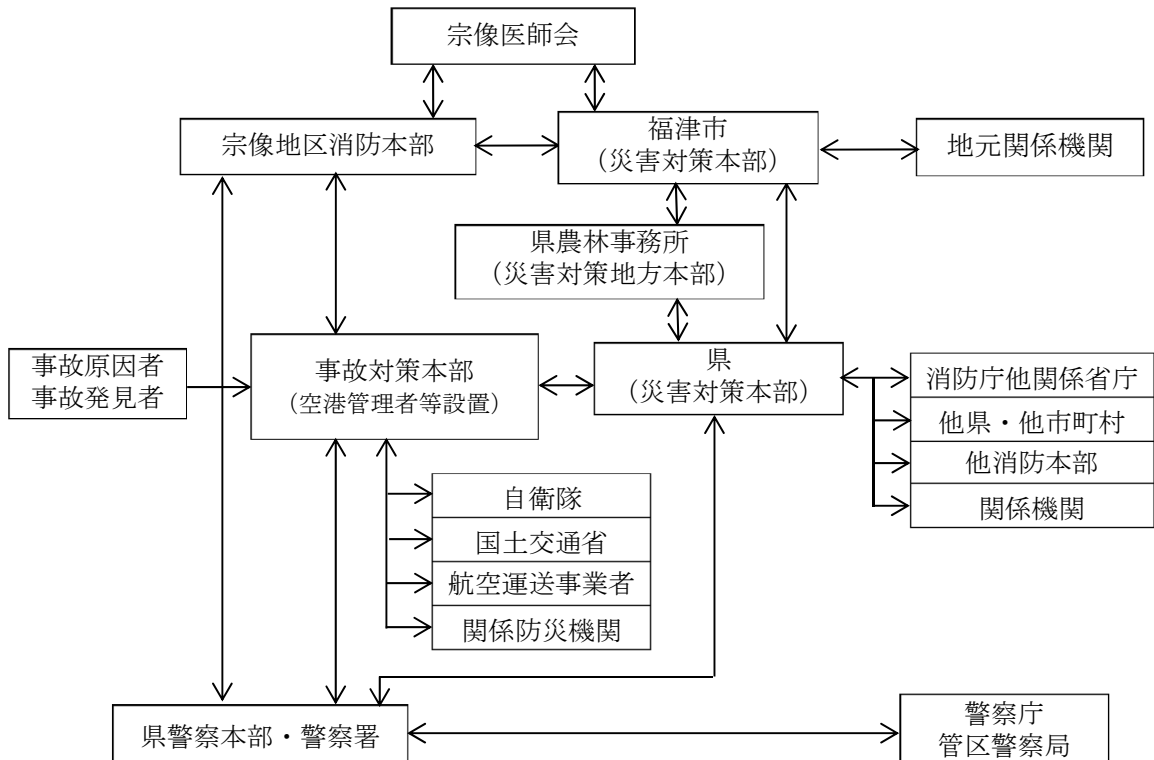 宗像医師会
宗像地区消防本部
福津市
（災害対策本部）
地元関係機関
県農林事務所
（災害対策地方本部）
事故原因者
事故発見者
事故対策本部
（空港管理者等設置）
県
（災害対策本部）
消防庁他関係省庁
他県・他市町村
他消防本部
関係機関
自衛隊
国土交通省
航空運送事業者
関係防災機関
県警察本部・警察署
警察庁
管区警察局